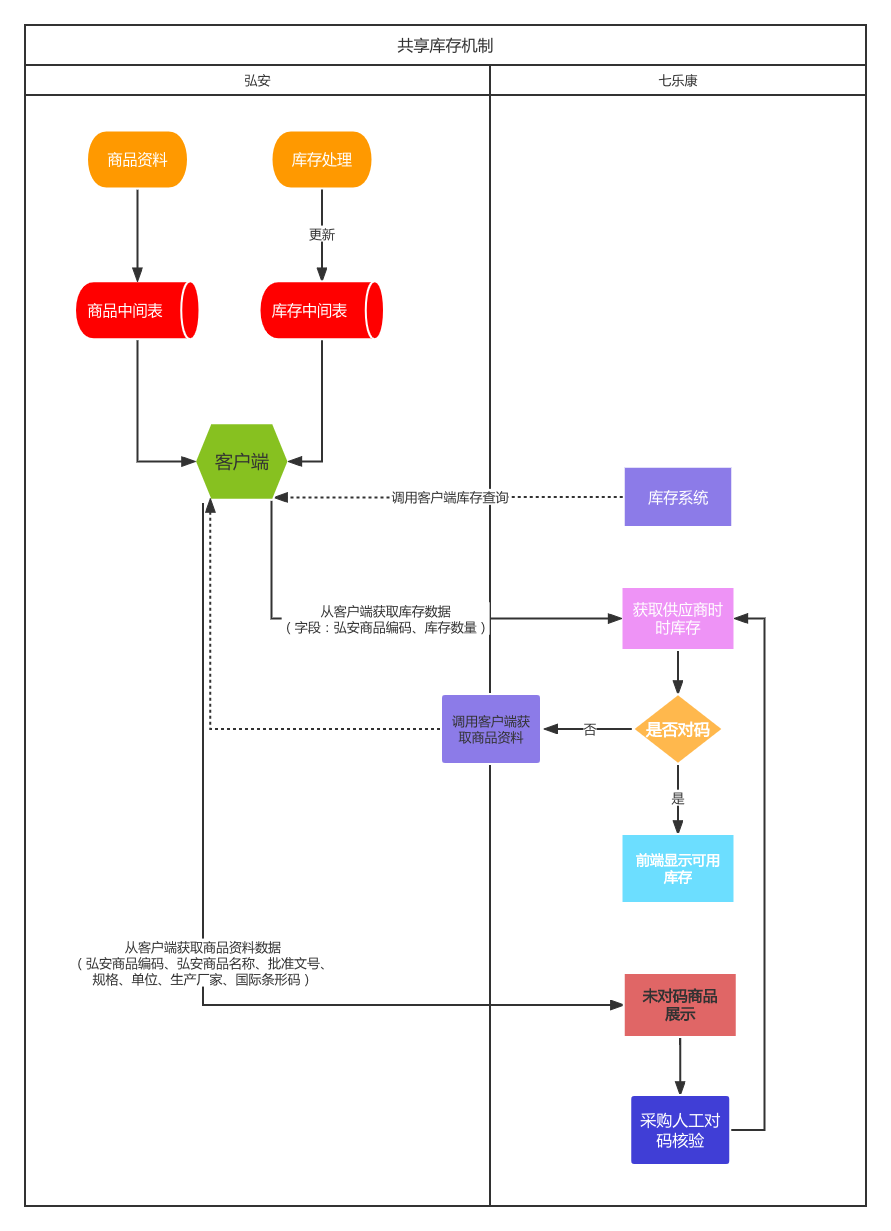 共享库存机制
弘安
七乐康
商品资料
库存处理
更新
商品中间表
库存中间表
客户端
调用客户端库存查询
库存系统
从客户端获取库存数据
（字段：弘安商品编码、库存数量）
获取供应商时
时库存
调用客户端获
取商品资料
否
是否对码
是
前端显示可用
库存
从客户端获取商品资料数据
（弘安商品编码、弘安商品名称、批准文号、
规格、单位、生产厂家、国际条形码）
未对码商品
展示
采购人工对
码核验